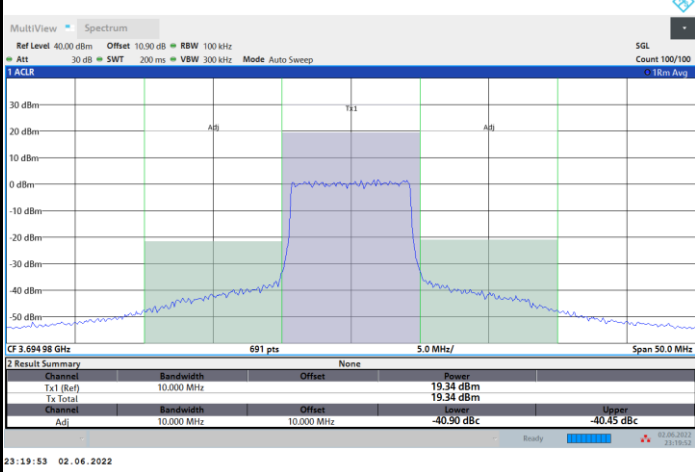 MultiView Spectrum
Ref Level 40.00 dBm Offset 10.90 dB RBW 100 kHz SGL
Att 30 dB SWT 200 ms VBW 300 kHz Mode Auto Sweep Count 100/100
1 ACLR 1Rm Avg
Tx1
30 dBm
Adj Adj
20 dBm
10 dBm
0 dBm
-10 dBm
-20 dBm
-30 dBm
-40 dBm
-50 dBm
CF 3.694 98 GHz 691 pts 5.0 MHz/ Span 50.0 MHz
2 Result Summary None
Channel Bandwidth Offset Power
Tx1 (Ref) 10.000 MHz 19.34 dBm
Tx Total 19.34 dBm
Channel Bandwidth Offset Lower Upper
Adj 10.000 MHz 10.000 MHz -40.90 dBc -40.45 dBc
Ready 02.06.2022
23:19:52
23:19:53 02.06.2022